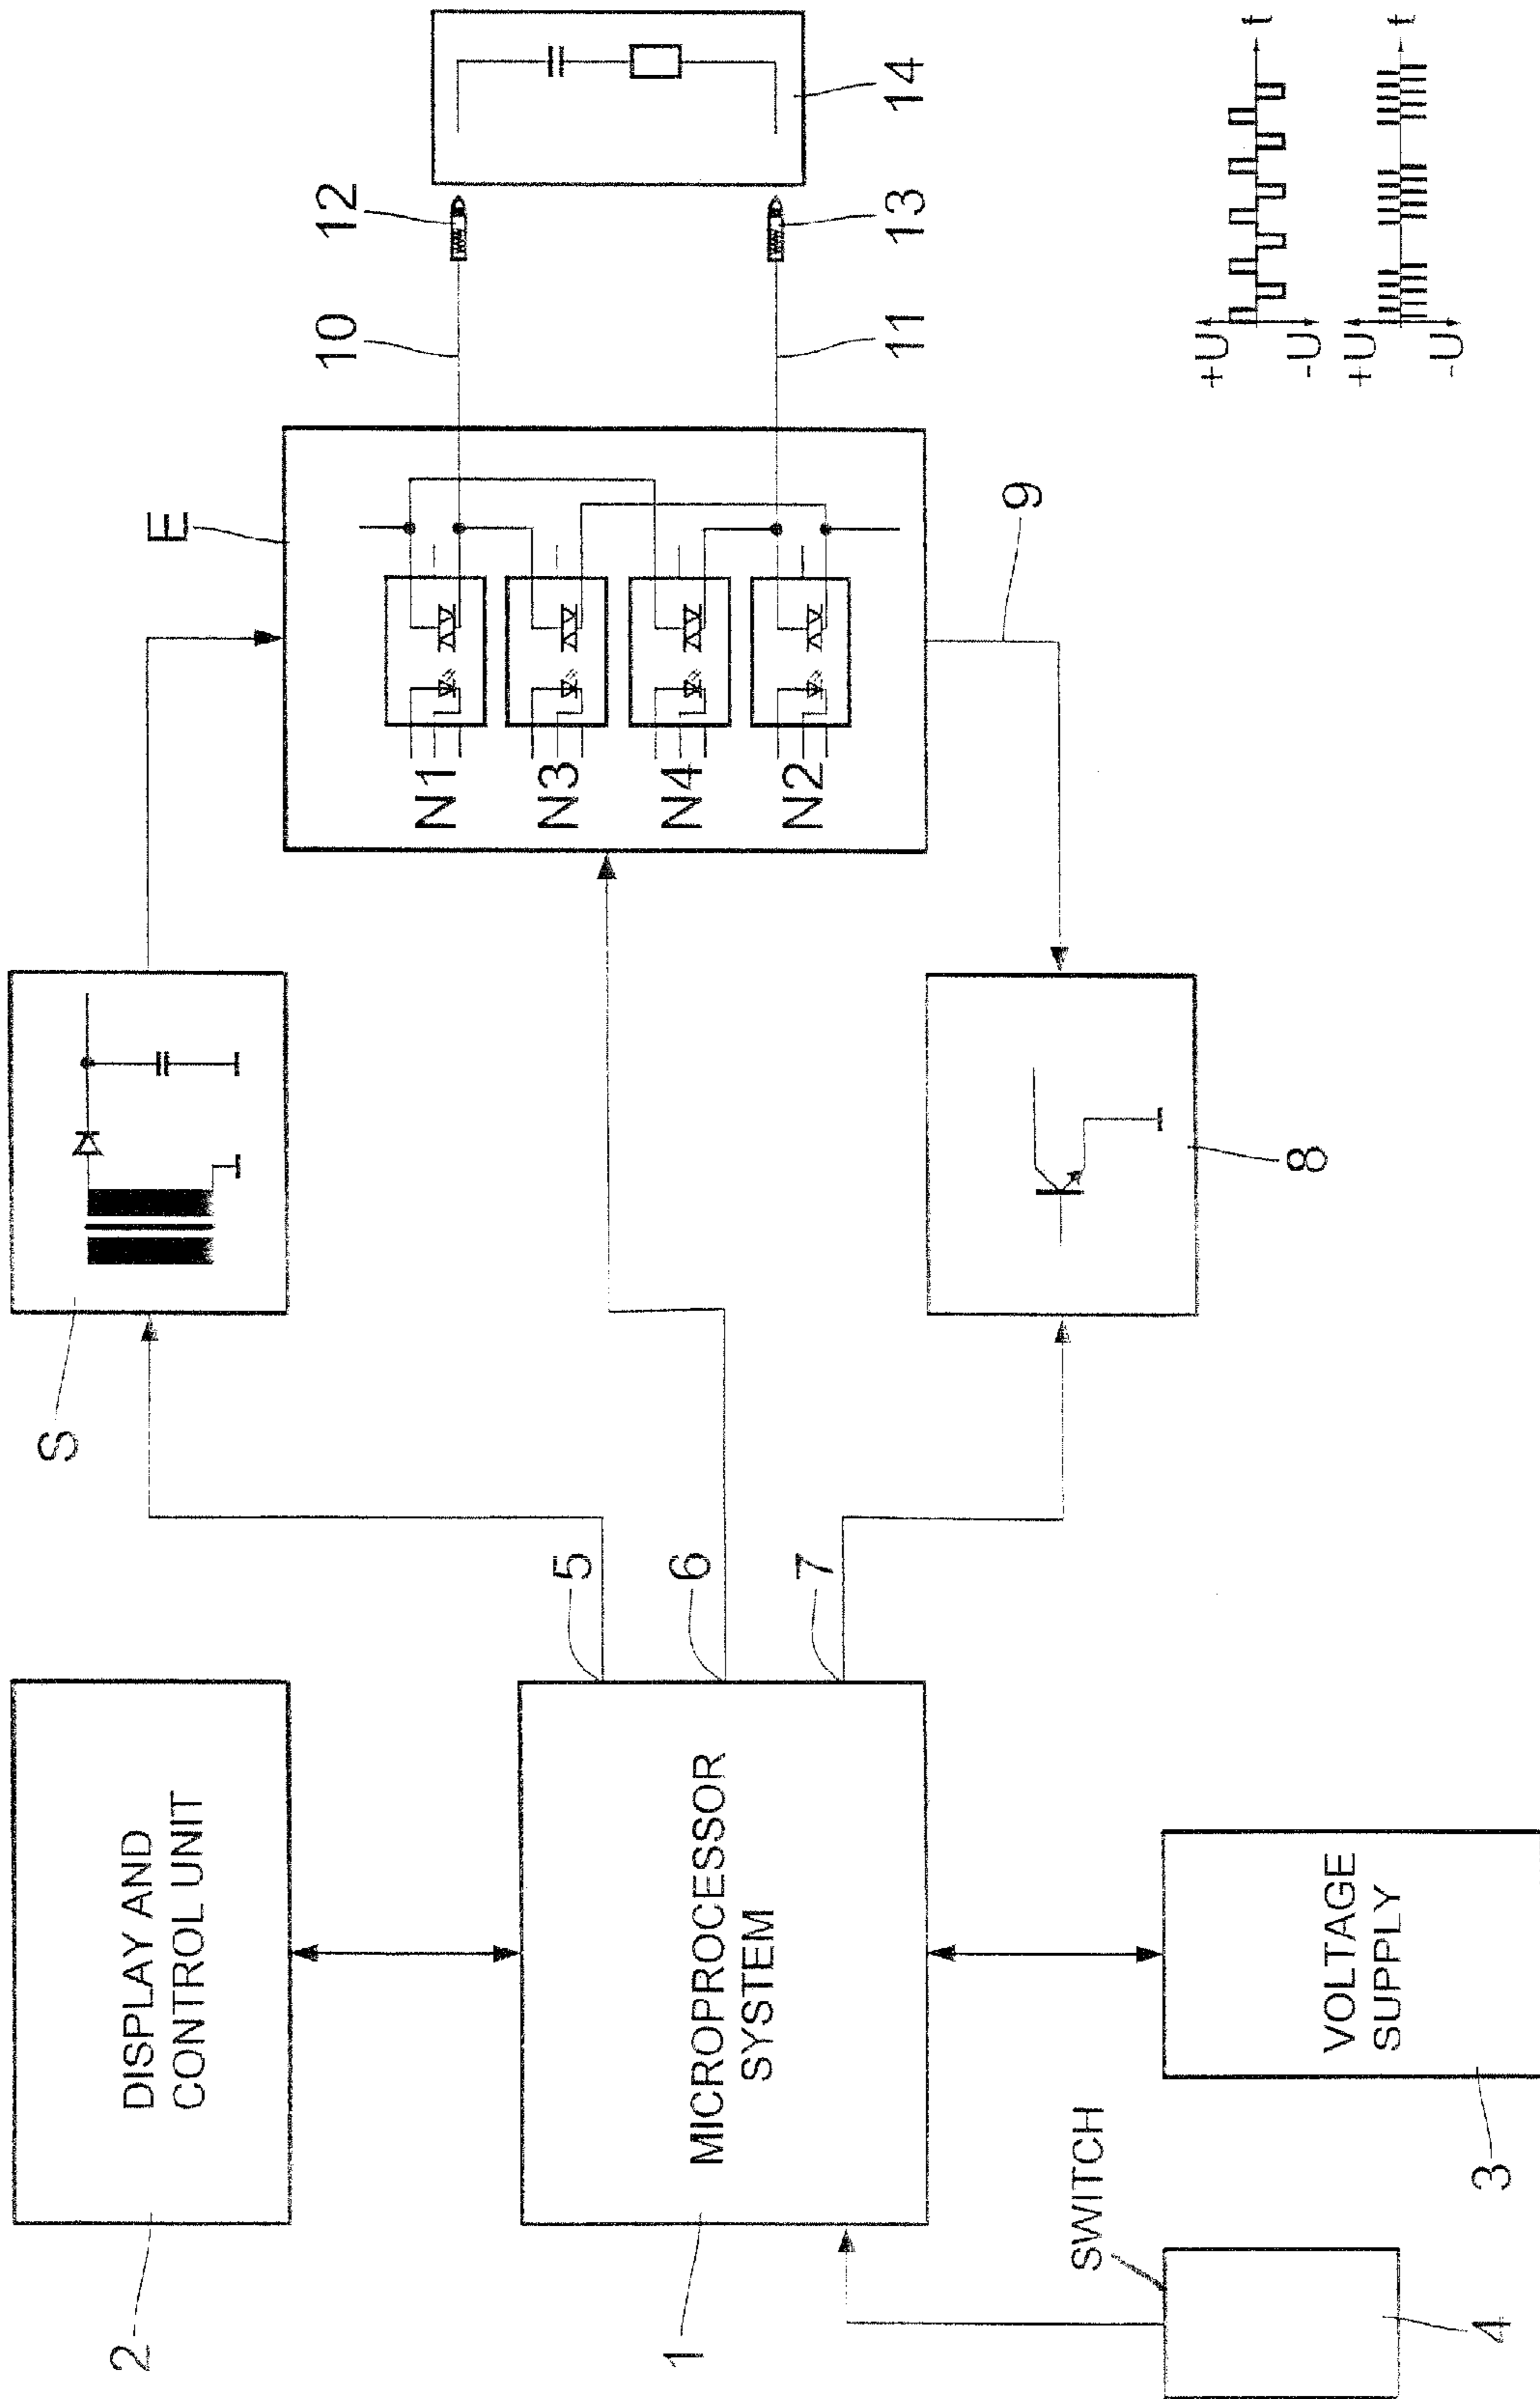 2
DISPLAY AND
CONTROL UNIT
1
MICROPROCESSOR
SYSTEM
SWITCH
4
3
VOLTAGE
SUPPLY
5
6
7
S
8
E
N1
N3
N4
N2
9
10
11
12
13
14
+U
-U
t
+U
-U
t